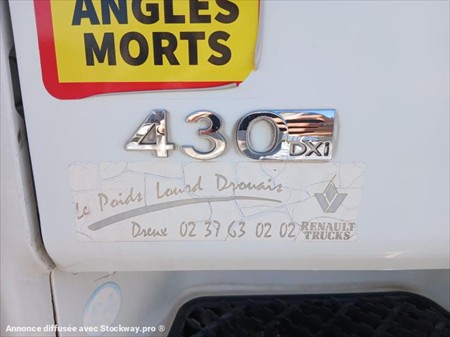 ANGLES
MORTS
430 DXI
Le Poids Lourd Drouais
Dreux 02 37 63 02 02
RENAULT
TRUCKS
Annonce diffusée avec Stockway.pro ®